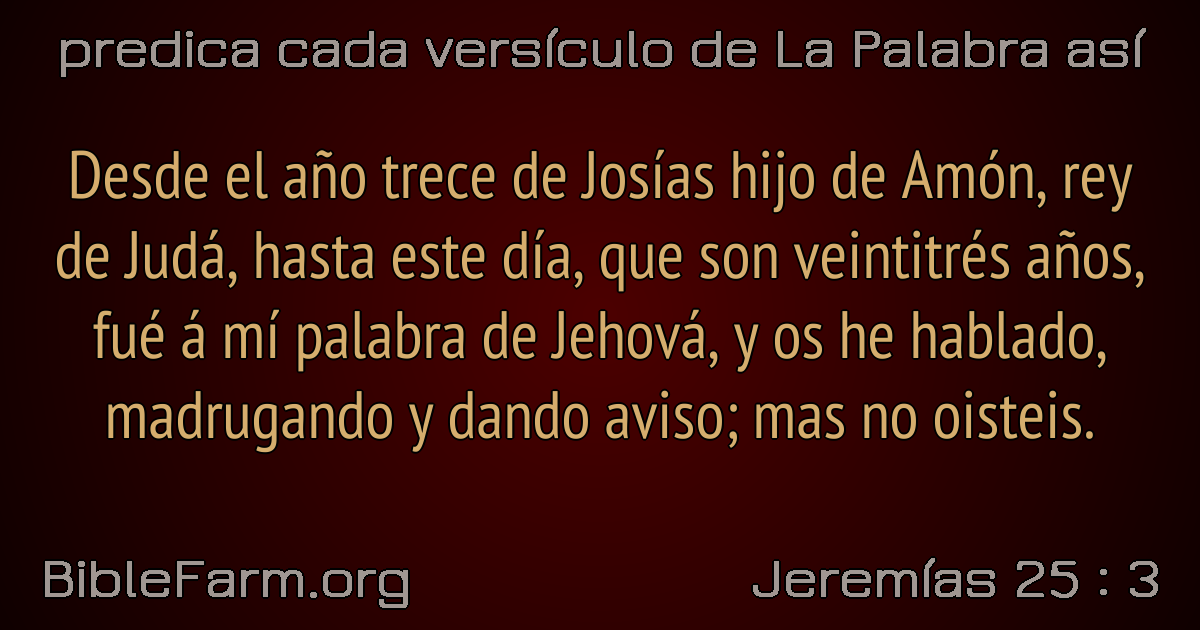 predica cada versículo de La Palabra así
Desde el año trece de Josías hijo de Amón, rey
de Judá, hasta este día, que son veintitrés años,
fué á mí palabra de Jehová, y os he hablado,
madrugando y dando aviso; mas no oisteis.
BibleFarm.org
Jeremías 25 : 3